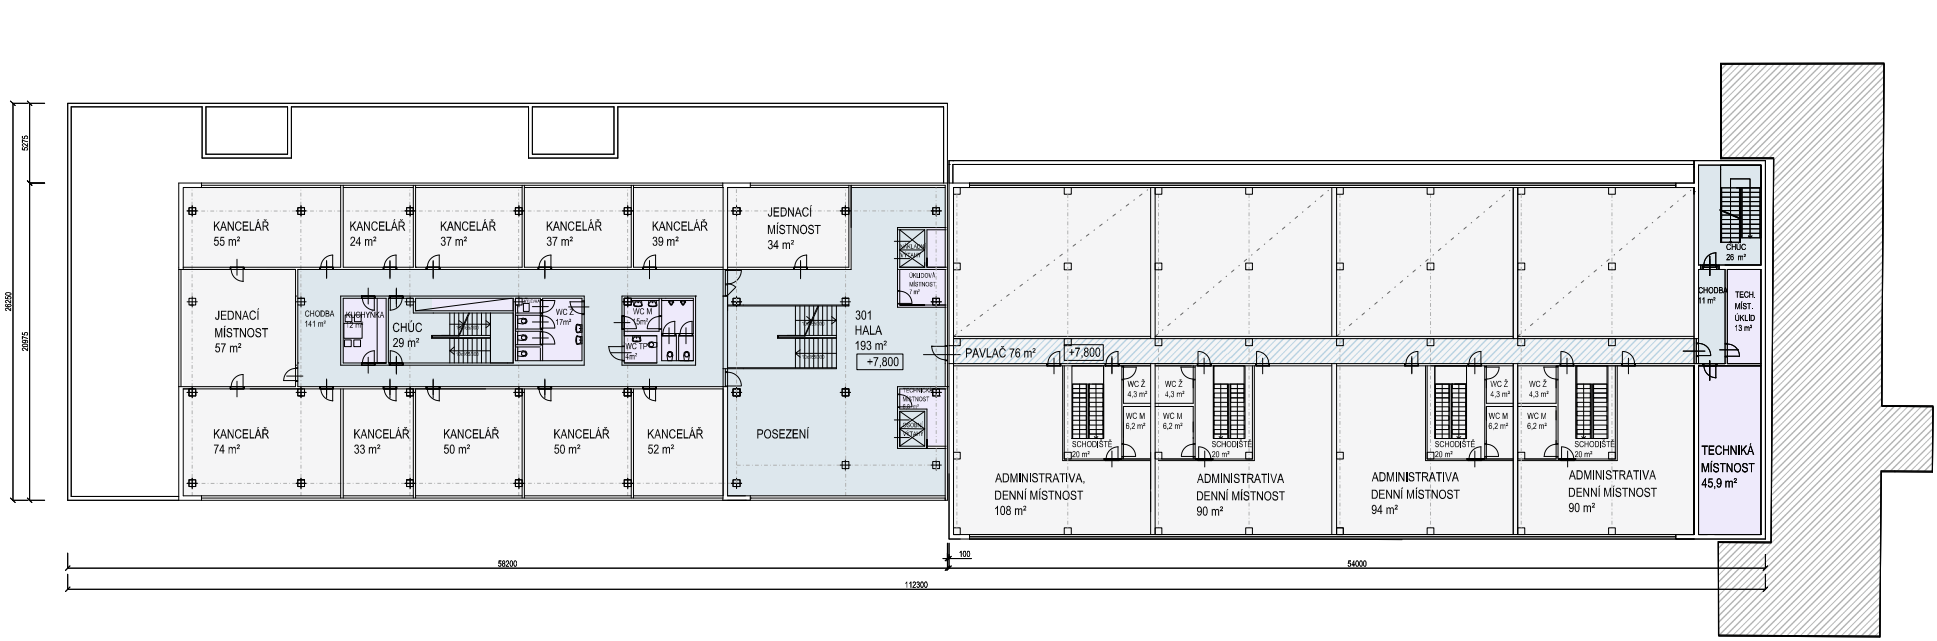 5275
26250
20975
KANCELÁŘ
55 m²
KANCELÁŘ
24 m²
KANCELÁŘ
37 m²
KANCELÁŘ
37 m²
KANCELÁŘ
39 m²
JEDNACÍ
MÍSTNOST
34 m²
ÚKLIDOVÁ
MÍSTNOST
7 m²
CHÚC
26 m²
JEDNACÍ
MÍSTNOST
57 m²
CHODBA
141 m²
KUCHYNKA
12 m²
CHÚC
29 m²
WC Ž
17m²
WC M
15m²
WC TP
4m²
301
HALA
193 m²
+7,800
PAVLAČ 76 m²
+7,800
CHODBA
11 m²
TECH.
MÍST.
ÚKLID
13 m²
KANCELÁŘ
74 m²
KANCELÁŘ
33 m²
KANCELÁŘ
50 m²
KANCELÁŘ
50 m²
KANCELÁŘ
52 m²
POSEZENÍ
TECHNICKÁ
MÍSTNOST
WC Ž
4,3 m²
WC Ž
4,3 m²
WC M
6,2 m²
WC M
6,2 m²
SCHODIŠTĚ
20 m²
SCHODIŠTĚ
20 m²
WC Ž
4,3 m²
WC Ž
4,3 m²
WC M
6,2 m²
WC M
6,2 m²
SCHODIŠTĚ
20 m²
SCHODIŠTĚ
20 m²
ADMINISTRATIVA,
DENNÍ MÍSTNOST
108 m²
ADMINISTRATIVA
DENNÍ MÍSTNOST
90 m²
ADMINISTRATIVA
DENNÍ MÍSTNOST
94 m²
ADMINISTRATIVA
DENNÍ MÍSTNOST
90 m²
TECHNIKÁ
MÍSTNOST
45,9 m²
100
58200
54000
112300